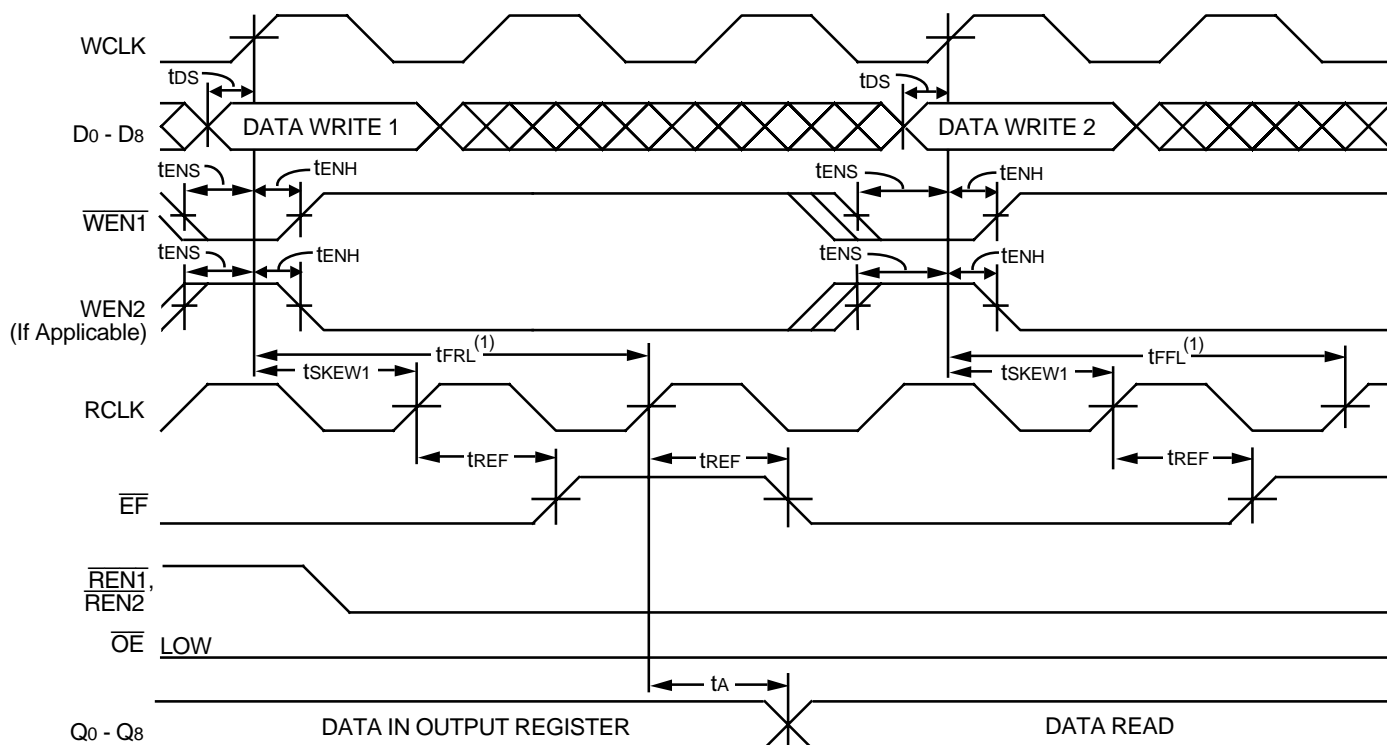 WCLK
tDS
tDS
D0 - D8
DATA WRITE 1
DATA WRITE 2
tENS
tENH
tENS
tENH
WEN1
tENS
tENH
tENS
tENH
WEN2
(If Applicable)
tFRL(1)
tFFL(1)
tSKEW1
tSKEW1
RCLK
tREF
tREF
tREF
EF
REN1,
REN2
OE LOW
tA
Q0 - Q8
DATA IN OUTPUT REGISTER
DATA READ